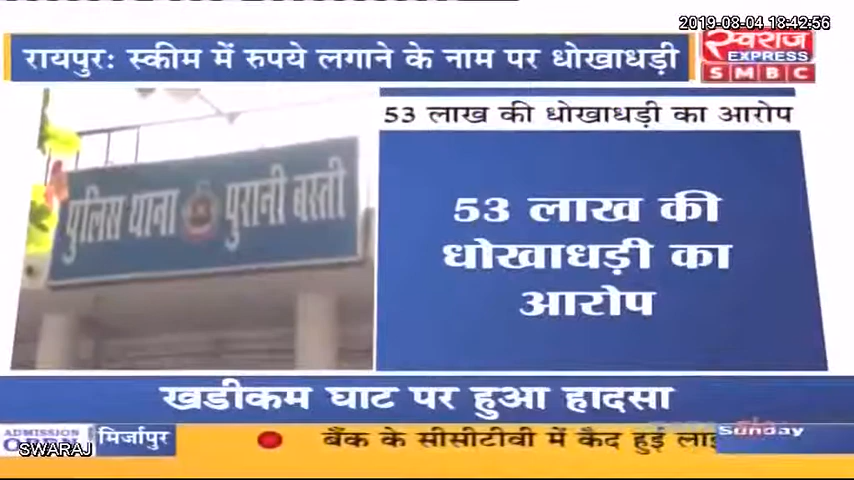 2019-08-04 18:42:56
रायपुर: स्कीम में रुपये लगाने के नाम पर धोखाधड़ी
स्वराज
EXPRESS
SMBC
53 लाख की धोखाधड़ी का आरोप
पुलिस थाना पुरानी बस्ती
53 लाख की
धोखाधड़ी का
आरोप
खडीकम घाट पर हुआ हादसा
ADMISSION
OPEN
SWARAJ
मिर्जापुर
बैंक के सीसीटीवी में कैद हुई
Sunday